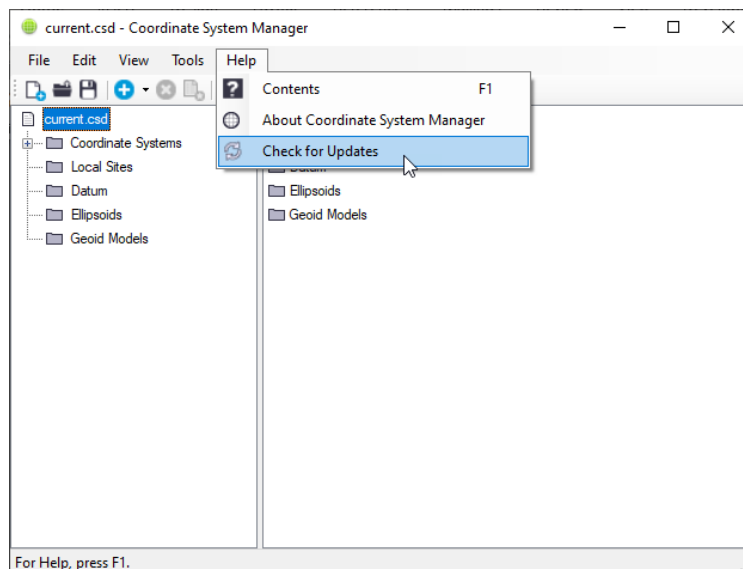 current.csd - Coordinate System Manager
File Edit View Tools Help
Contents F1
About Coordinate System Manager
Check for Updates
current.csd
Coordinate Systems
Local Sites
Datum
Ellipsoids
Geoid Models
Datum
Ellipsoids
Geoid Models
For Help, press F1.